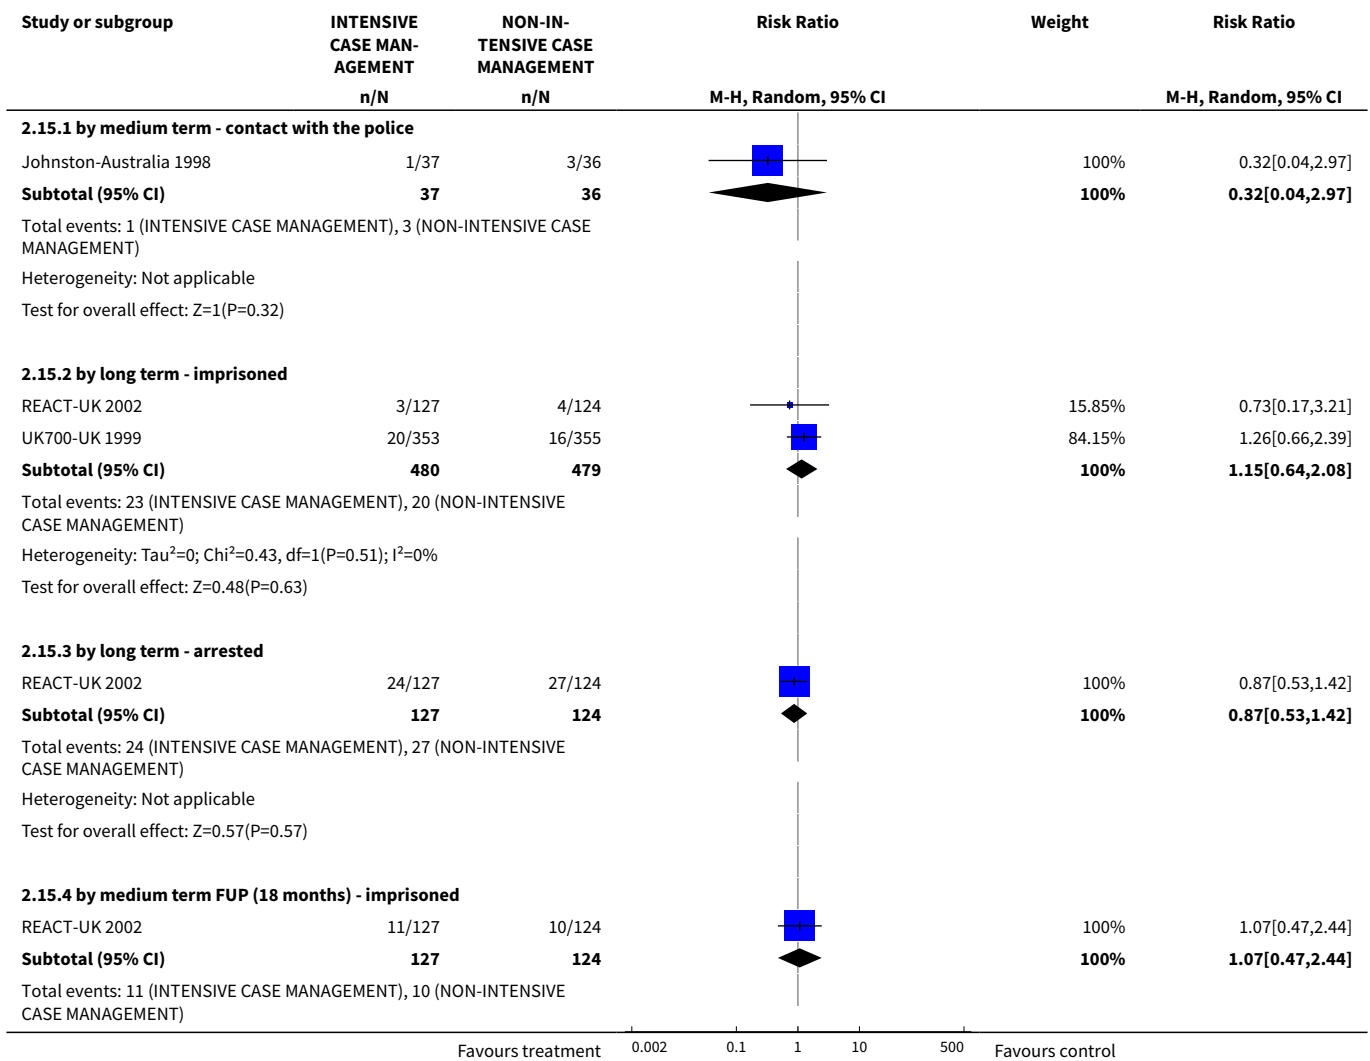 Study or subgroup INTENSIVE NON-IN- Risk Ratio Weight Risk Ratio
CASE MAN- TENSIVE CASE
AGEMENT MANAGEMENT
n/N n/N M-H, Random, 95% CI M-H, Random, 95% CI
2.15.1 by medium term - contact with the police
Johnston-Australia 1998 1/37 3/36 100% 0.32[0.04,2.97]
Subtotal (95% CI) 37 36 100% 0.32[0.04,2.97]
Total events: 1 (INTENSIVE CASE MANAGEMENT), 3 (NON-INTENSIVE CASE
MANAGEMENT)
Heterogeneity: Not applicable
Test for overall effect: Z=1(P=0.32)
2.15.2 by long term - imprisoned
REACT-UK 2002 3/127 4/124 15.85% 0.73[0.17,3.21]
UK700-UK 1999 20/353 16/355 84.15% 1.26[0.66,2.39]
Subtotal (95% CI) 480 479 100% 1.15[0.64,2.08]
Total events: 23 (INTENSIVE CASE MANAGEMENT), 20 (NON-INTENSIVE
CASE MANAGEMENT)
Heterogeneity: Tau²=0; Chi²=0.43, df=1(P=0.51); I²=0%
Test for overall effect: Z=0.48(P=0.63)
2.15.3 by long term - arrested
REACT-UK 2002 24/127 27/124 100% 0.87[0.53,1.42]
Subtotal (95% CI) 127 124 100% 0.87[0.53,1.42]
Total events: 24 (INTENSIVE CASE MANAGEMENT), 27 (NON-INTENSIVE
CASE MANAGEMENT)
Heterogeneity: Not applicable
Test for overall effect: Z=0.57(P=0.57)
2.15.4 by medium term FUP (18 months) - imprisoned
REACT-UK 2002 11/127 10/124 100% 1.07[0.47,2.44]
Subtotal (95% CI) 127 124 100% 1.07[0.47,2.44]
Total events: 11 (INTENSIVE CASE MANAGEMENT), 10 (NON-INTENSIVE
CASE MANAGEMENT)
Favours treatment 0.002 0.1 1 10 500 Favours control